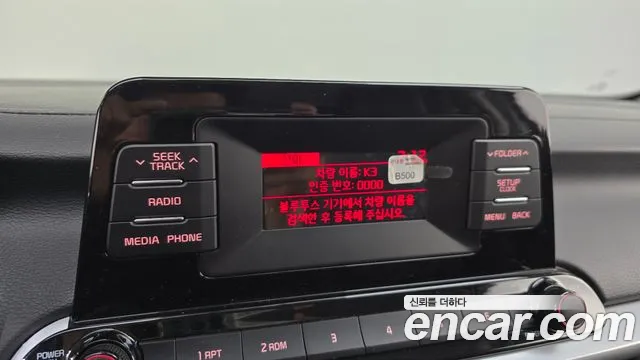 SEEK
TRACK
RADIO
MEDIA PHONE
차량 이름: K3
인증 번호: 0000
블루투스 기기에서 차량 이름을
검색한 후 등록해 주십시오.
B500
FOLDER
SETUP
CLOCK
MENU BACK
POWER
1 RPT
2 RDM
3
4
신뢰를 더하다
encar.com